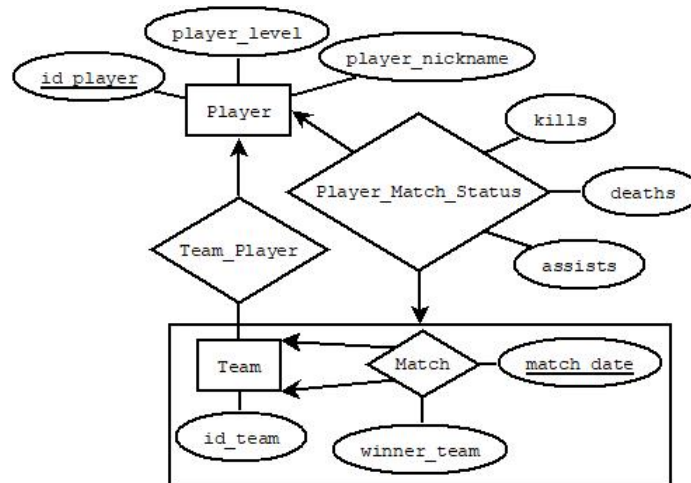 player_level
player_nickname
id_player
Player
kills
Player_Match_Status
deaths
Team_Player
assists
Team
Match
match_date
id_team
winner_team